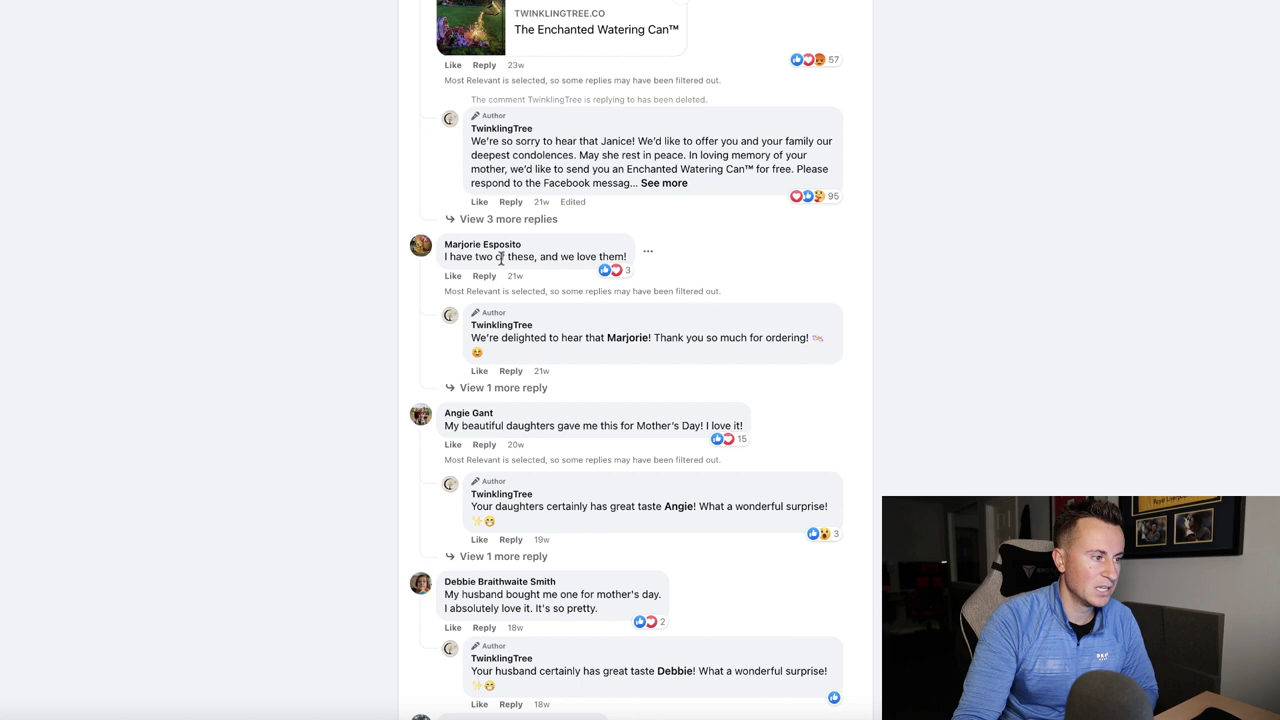 TWINKLINGTREE.CO
The Enchanted Watering Can™
Like Reply 23w
57
Most Relevant is selected, so some replies may have been filtered out.
The comment TwinklingTree is replying to has been deleted.
Author
TwinklingTree
We're so sorry to hear that Janice! We'd like to offer you and your family our
deepest condolences. May she rest in peace. In loving memory of your
mother, we'd like to send you an Enchanted Watering Can™ for free. Please
respond to the Facebook messag... See more
Like Reply 21w Edited
95
View 3 more replies
Marjorie Esposito
I have two of these, and we love them!
Like Reply 21w
3
Most Relevant is selected, so some replies may have been filtered out.
Author
TwinklingTree
We're delighted to hear that Marjorie! Thank you so much for ordering!
Like Reply 21w
View 1 more reply
Angie Gant
My beautiful daughters gave me this for Mother's Day! I love it!
Like Reply 20w
15
Most Relevant is selected, so some replies may have been filtered out.
Author
TwinklingTree
Your daughters certainly has great taste Angie! What a wonderful surprise!
Like Reply 19w
3
View 1 more reply
Debbie Braithwaite Smith
My husband bought me one for mother's day.
I absolutely love it. It's so pretty.
Like Reply 18w
2
Author
TwinklingTree
Your husband certainly has great taste Debbie! What a wonderful surprise!
Like Reply 18w